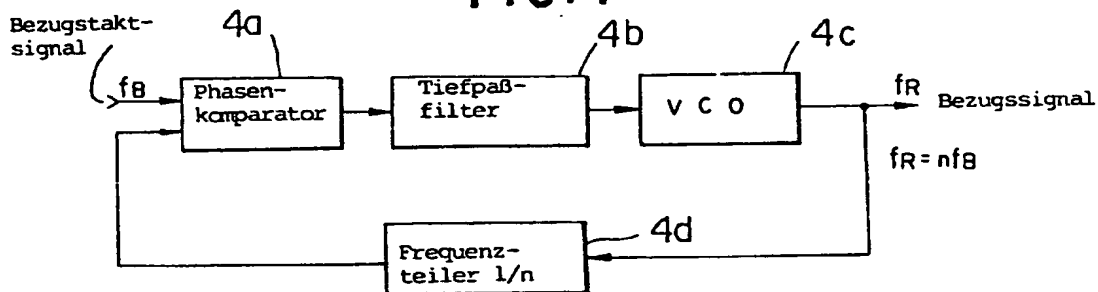 Bezugstakt-
signal
4a
4b
4c
fB
Phasen-
komparator
Tiefpaß-
filter
V C O
fR
Bezugssignal
fR = nfB
4d
Frequenz-
teiler 1/n